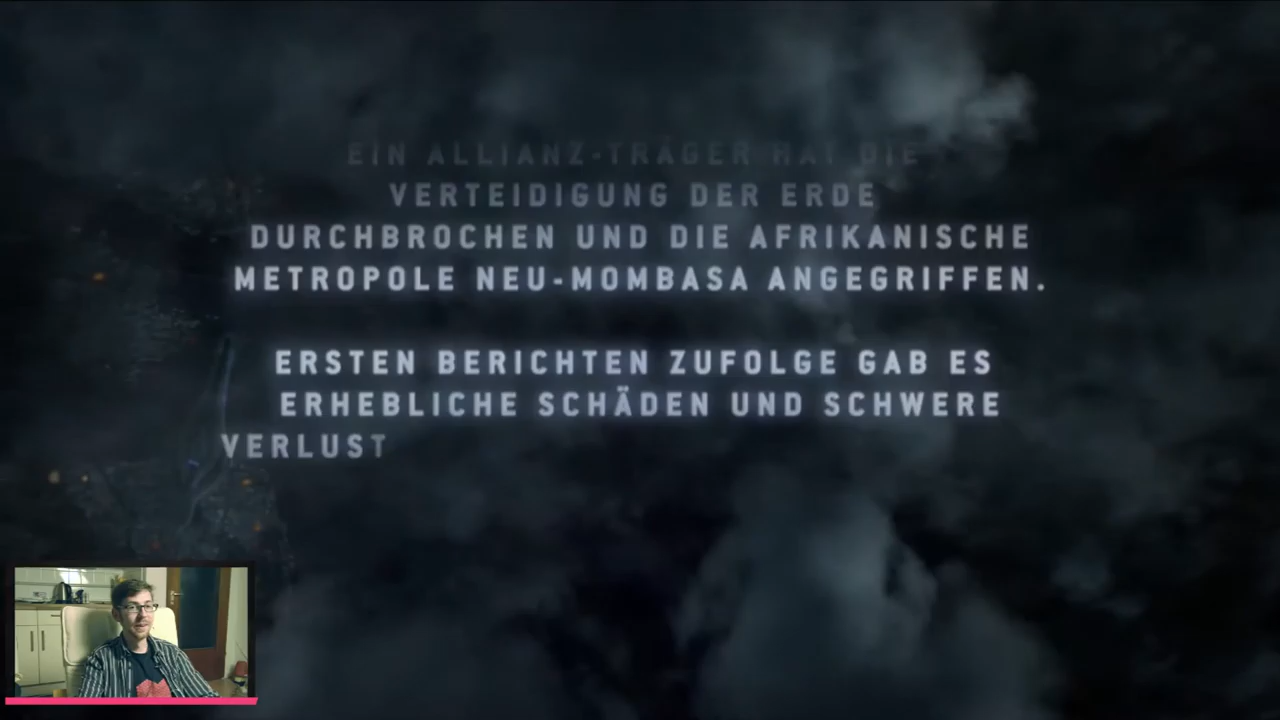 EIN ALLIANZ-TRÄGER HAT DIE
VERTEIDIGUNG DER ERDE
DURCHBROCHEN UND DIE AFRIKANISCHE
METROPOLE NEU-MOMBASA ANGEGRIFFEN.
ERSTEN BERICHTEN ZUFOLGE GAB ES
ERHEBLICHE SCHÄDEN UND SCHWERE
VERLUST